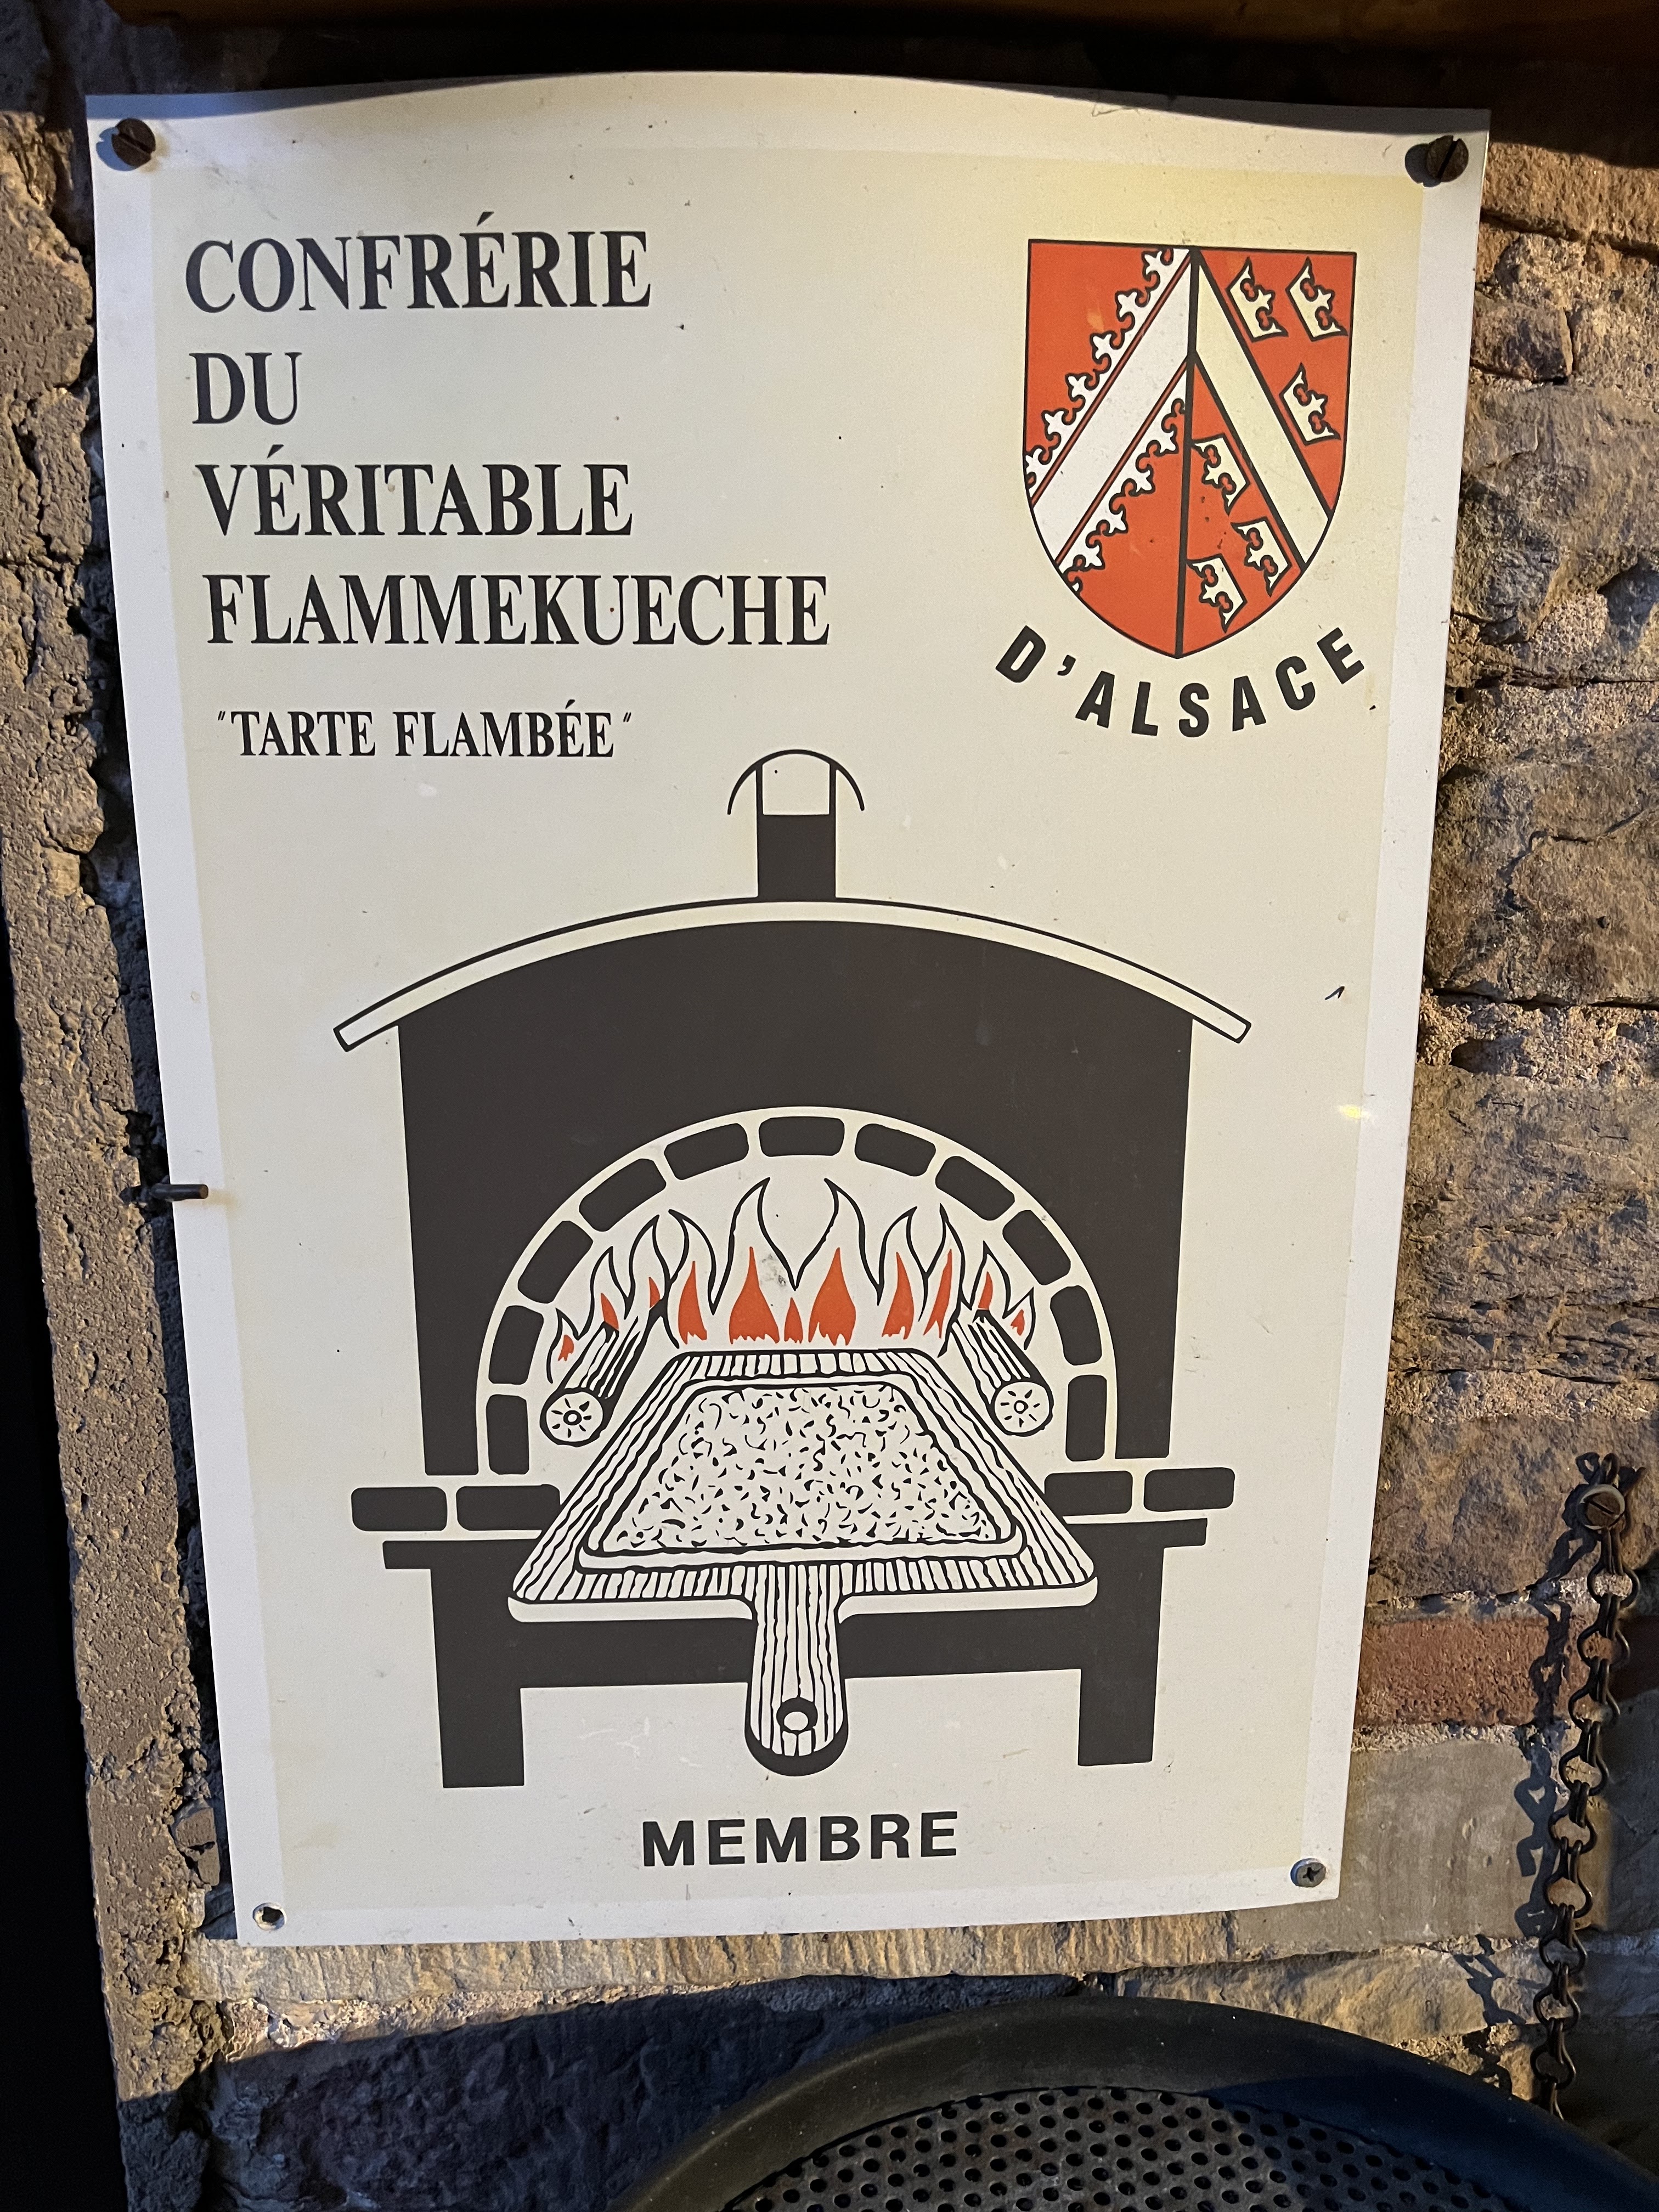 CONFRÉRIE
DU
VÉRITABLE
FLAMMEKUECHE
"TARTE FLAMBÉE"
D'ALSACE
MEMBRE